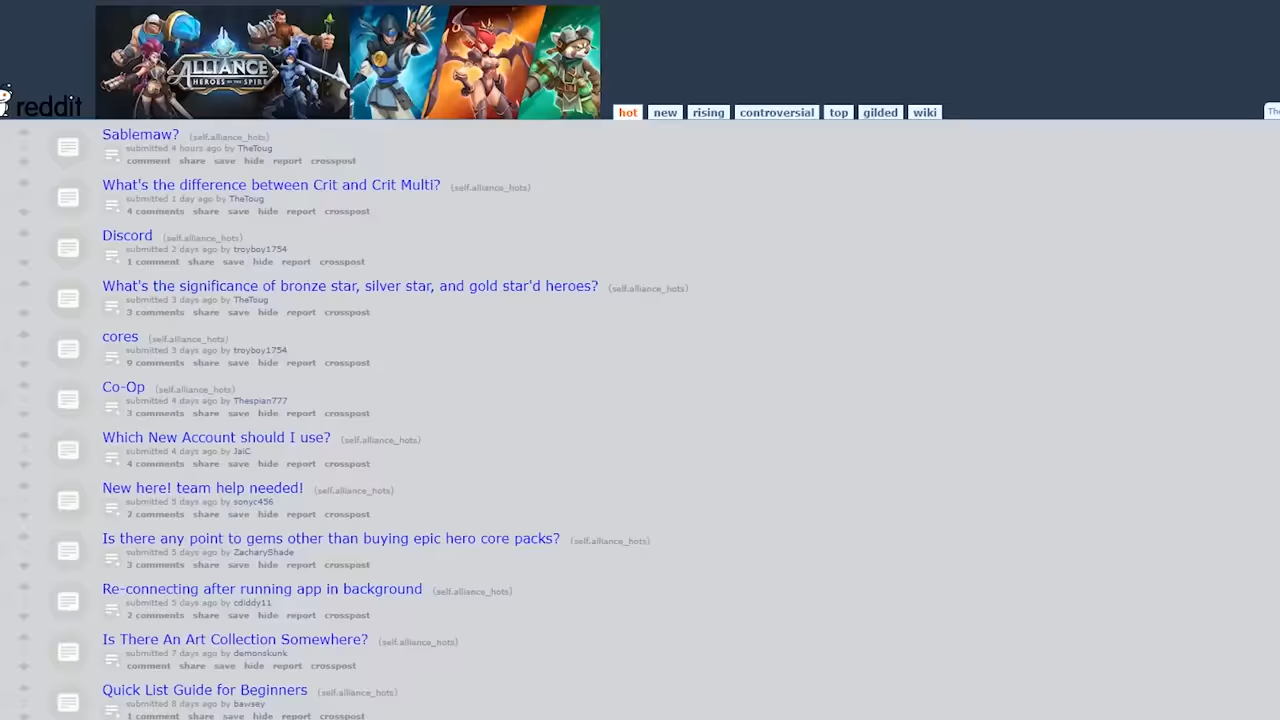 ALLIANCE
HEROES OF THE SPIRE
reddit
hot new rising controversial top gilded wiki
Sablemaw? (self.alliance_hots)
submitted 4 hours ago by TheToug
comment share save hide report crosspost
What's the difference between Crit and Crit Multi? (self.alliance_hots)
submitted 1 day ago by TheToug
4 comments share save hide report crosspost
Discord (self.alliance_hots)
submitted 2 days ago by troyboy1754
1 comment share save hide report crosspost
What's the significance of bronze star, silver star, and gold star'd heroes? (self.alliance_hots)
submitted 3 days ago by TheToug
3 comments share save hide report crosspost
cores (self.alliance_hots)
submitted 3 days ago by troyboy1754
9 comments share save hide report crosspost
Co-Op (self.alliance_hots)
submitted 4 days ago by Thespian777
3 comments share save hide report crosspost
Which New Account should I use? (self.alliance_hots)
submitted 4 days ago by JaiC
4 comments share save hide report crosspost
New here! team help needed! (self.alliance_hots)
submitted 5 days ago by sonyc456
2 comments share save hide report crosspost
Is there any point to gems other than buying epic hero core packs? (self.alliance_hots)
submitted 5 days ago by ZacharyShade
3 comments share save hide report crosspost
Re-connecting after running app in background (self.alliance_hots)
submitted 5 days ago by cdiddy11
2 comments share save hide report crosspost
Is There An Art Collection Somewhere? (self.alliance_hots)
submitted 7 days ago by demonskunk
comment share save hide report crosspost
Quick List Guide for Beginners (self.alliance_hots)
submitted 8 days ago by bawsey
1 comment share save hide report crosspost